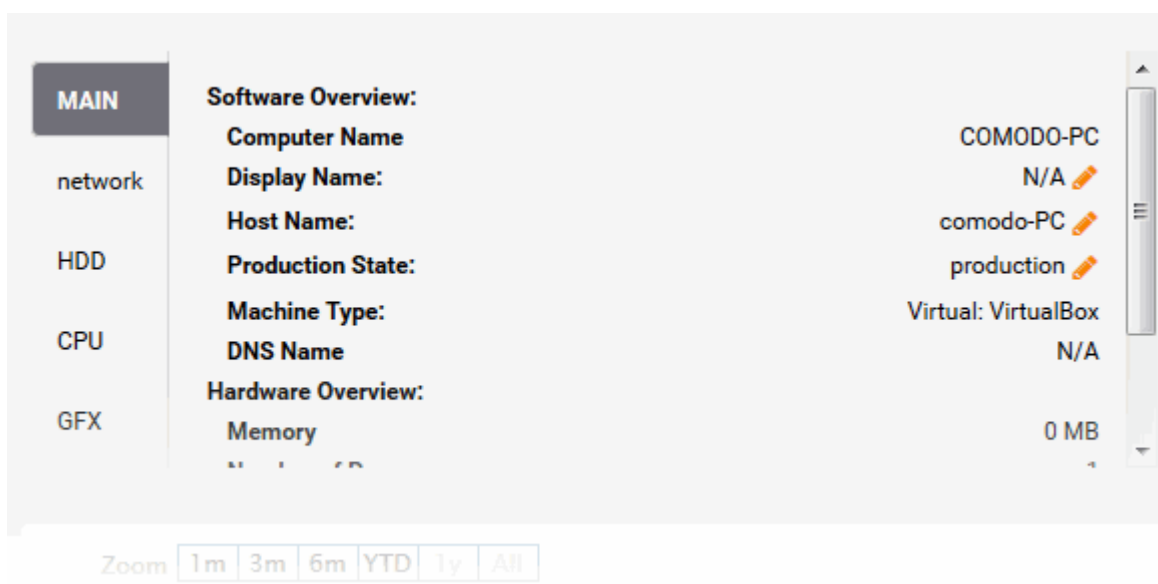 MAIN
network
HDD
CPU
GFX
Software Overview:
Computer Name COMODO-PC
Display Name: N/A
Host Name: comodo-PC
Production State: production
Machine Type: Virtual: VirtualBox
DNS Name N/A
Hardware Overview:
Memory 0 MB
Zoom 1m 3m 6m YTD 1y All